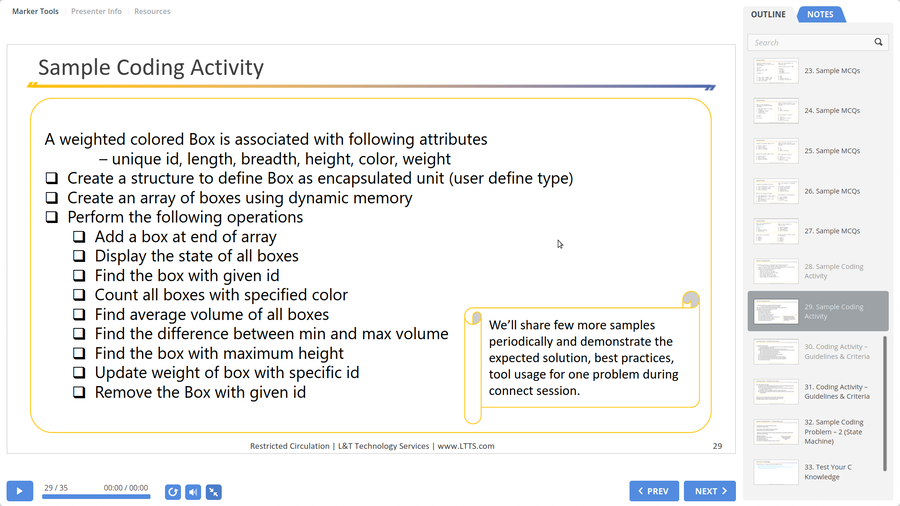 Marker Tools
Presenter Info
Resources
OUTLINE
NOTES
Search
Sample Coding Activity
A weighted colored Box is associated with following attributes
– unique id, length, breadth, height, color, weight
Create a structure to define Box as encapsulated unit (user define type)
Create an array of boxes using dynamic memory
Perform the following operations
Add a box at end of array
Display the state of all boxes
Find the box with given id
Count all boxes with specified color
Find average volume of all boxes
Find the difference between min and max volume
Find the box with maximum height
Update weight of box with specific id
Remove the Box with given id
We'll share few more samples
periodically and demonstrate the
expected solution, best practices,
tool usage for one problem during
connect session.
Restricted Circulation | L&T Technology Services | www.LTTS.com
29
23. Sample MCQs
24. Sample MCQs
25. Sample MCQs
26. Sample MCQs
27. Sample MCQs
28. Sample Coding
Activity
29. Sample Coding
Activity
30. Coding Activity –
Guidelines & Criteria
31. Coding Activity –
Guidelines & Criteria
32. Sample Coding
Problem – 2 (State
Machine)
33. Test Your C
Knowledge
29 / 35
00:00 / 00:00
PREV
NEXT